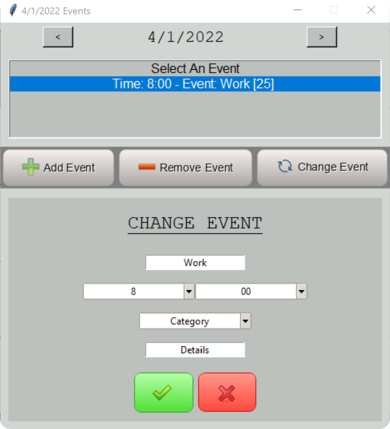 4/1/2022 Events
< 4/1/2022 >
Select An Event
Time: 8:00 - Event: Work [25]
Add Event Remove Event Change Event
CHANGE EVENT
Work
8 00
Category
Details